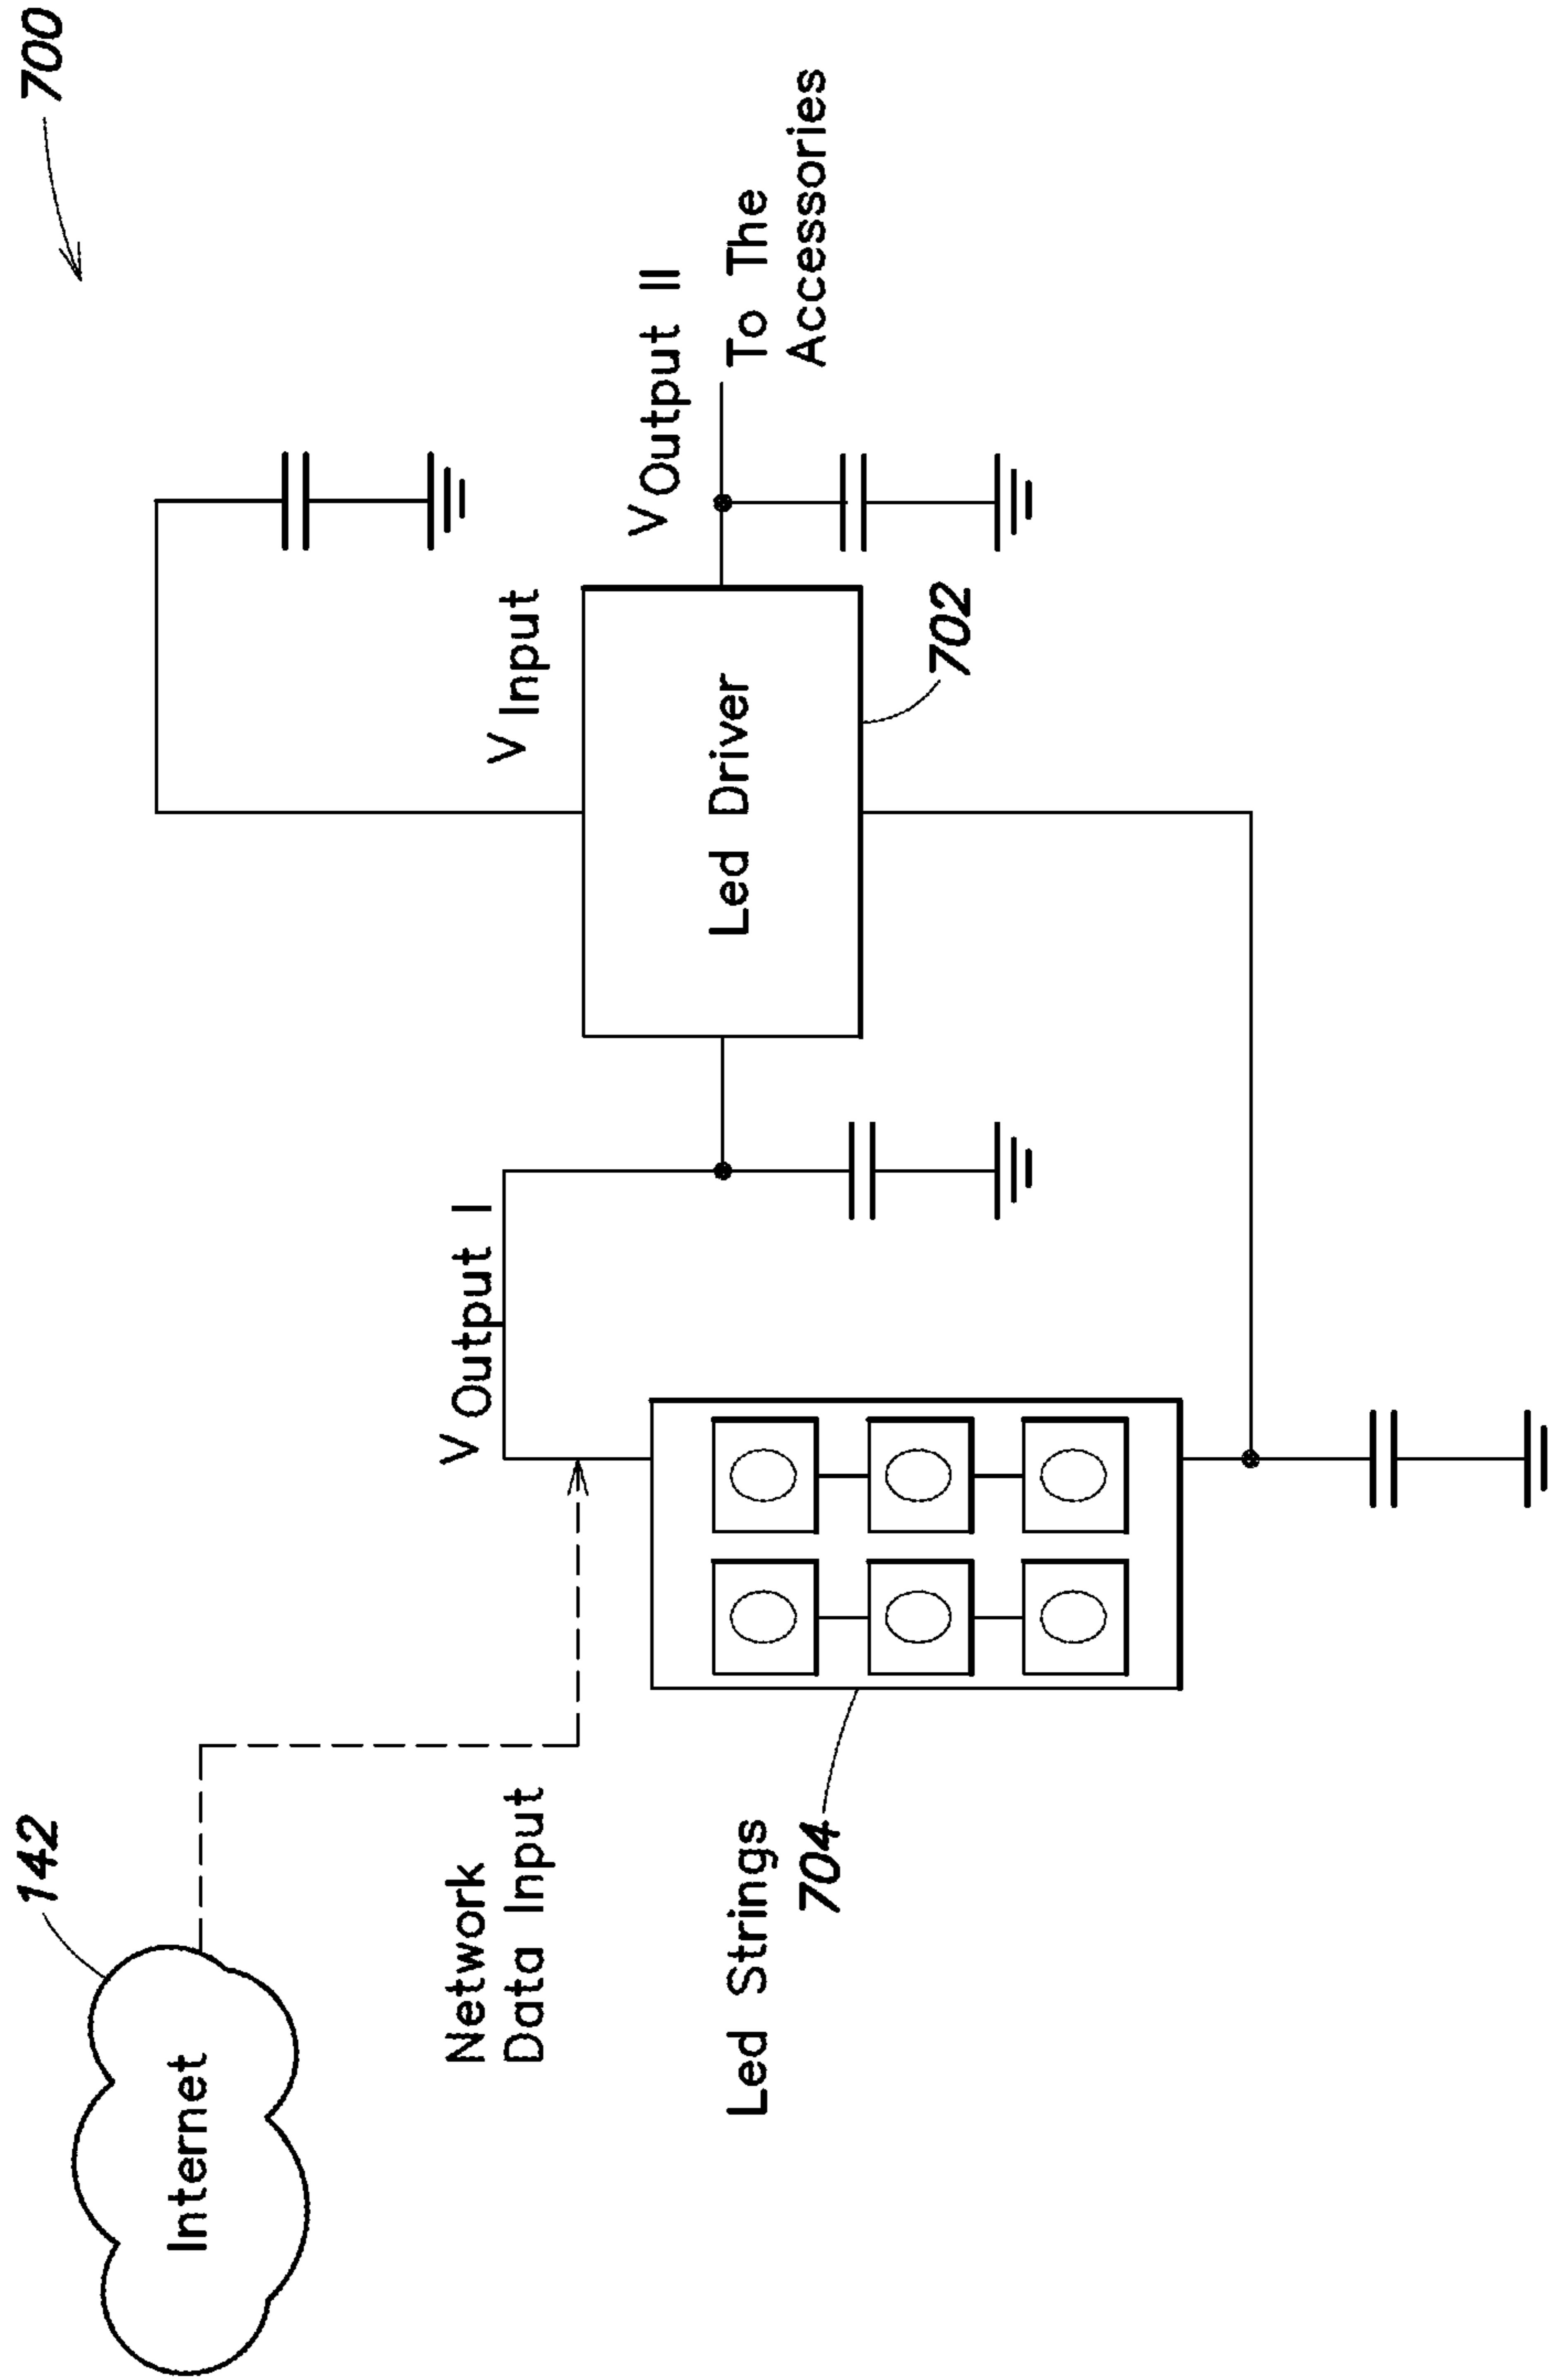 700
142
Internet
Network
Data Input
V Output I
V Input
V Output II
To The
Accessories
Led Driver
702
Led Strings
704